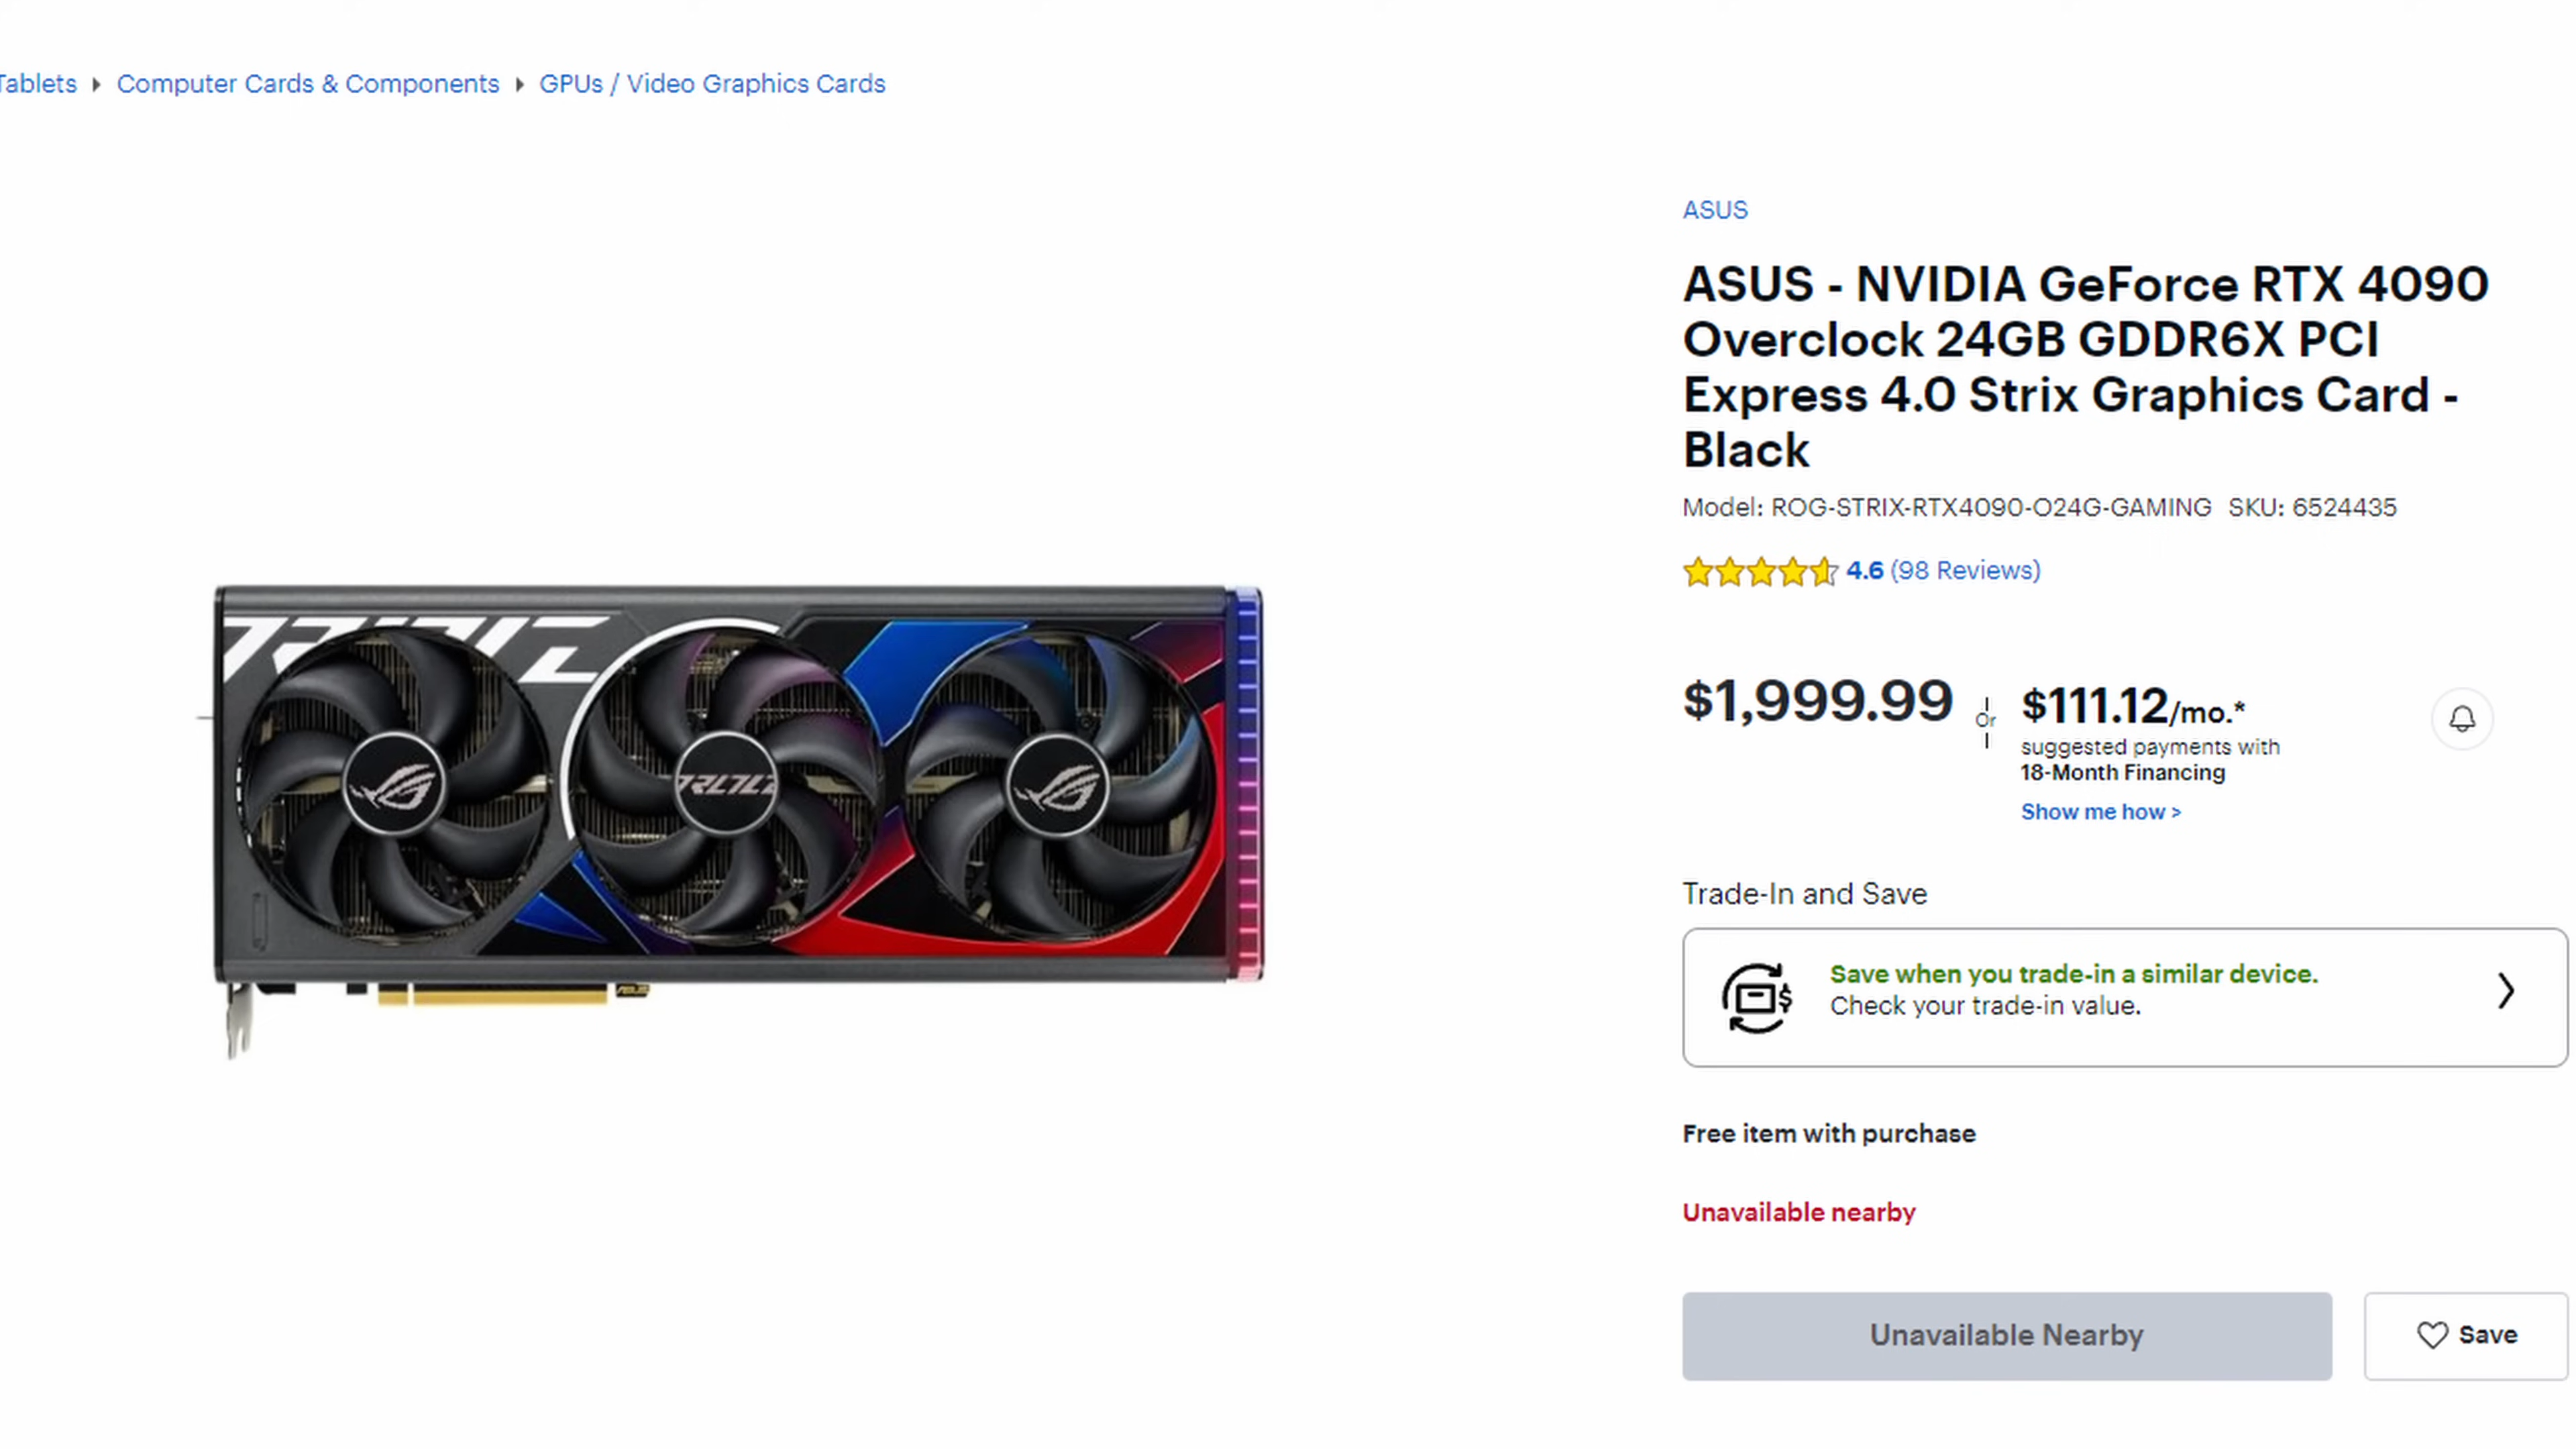 Tablets
Computer Cards & Components
GPUs / Video Graphics Cards
ASUS
ASUS - NVIDIA GeForce RTX 4090
Overclock 24GB GDDR6X PCI
Express 4.0 Strix Graphics Card -
Black
Model: ROG-STRIX-RTX4090-O24G-GAMING SKU: 6524435
4.6 (98 Reviews)
$1,999.99
Or
$111.12/mo.*
suggested payments with
18-Month Financing
Show me how >
Trade-In and Save
$
Save when you trade-in a similar device.
Check your trade-in value.
Free item with purchase
Unavailable nearby
Unavailable Nearby
Save